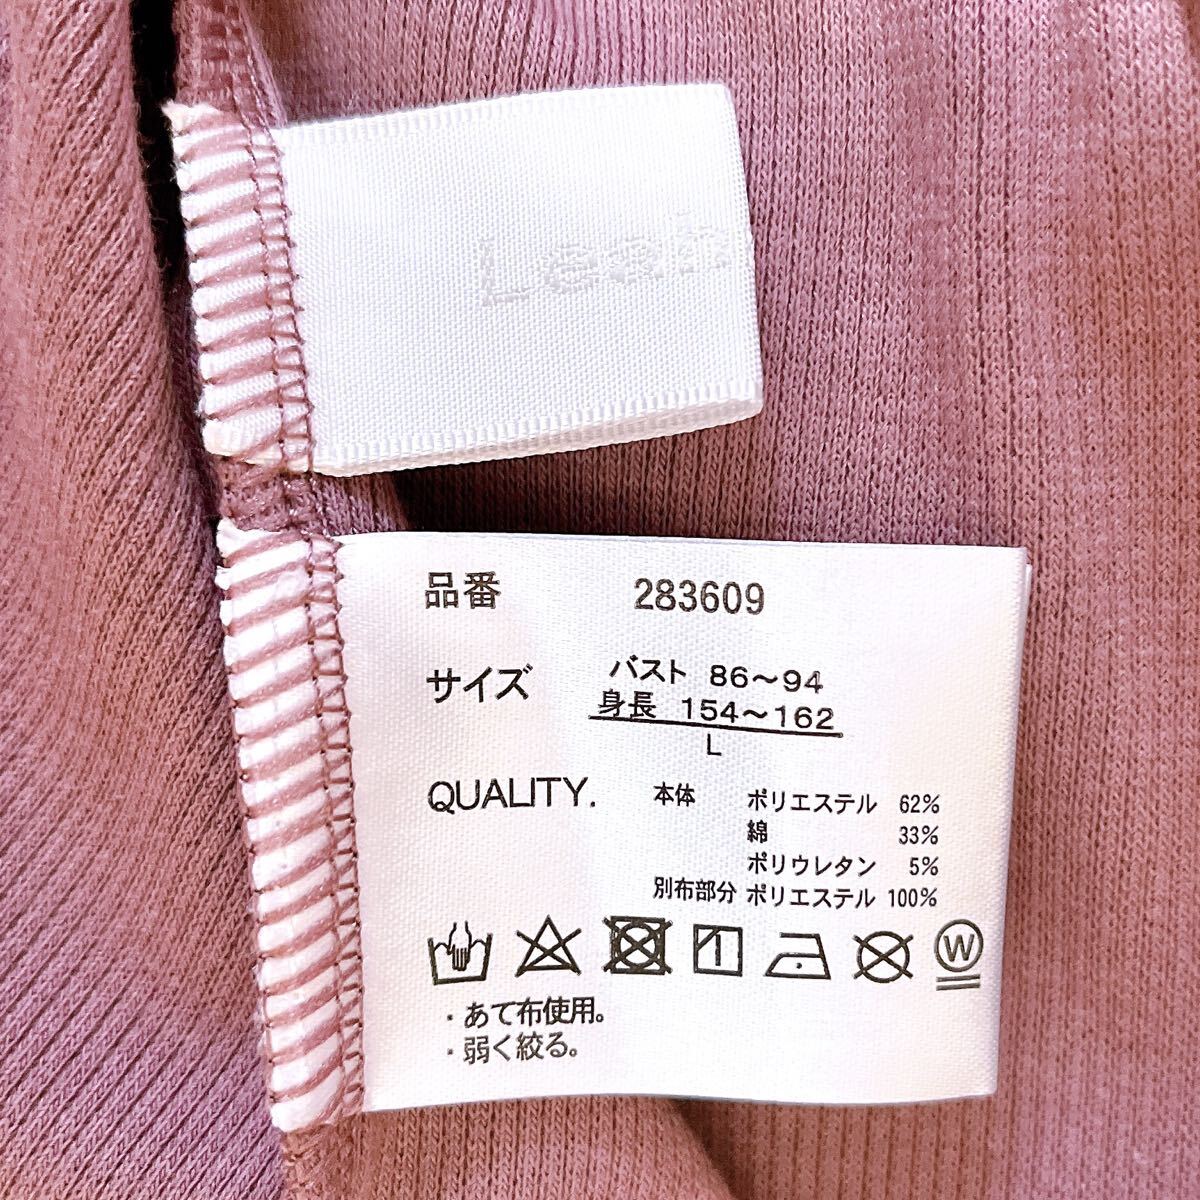 Leah
品番 283609
サイズ バスト 86～94
身長 154～162
L
QUALITY. 本体 ポリエステル 62%
綿 33%
ポリウレタン 5%
別布部分 ポリエステル 100%
W
・あて布使用。
・弱く絞る。